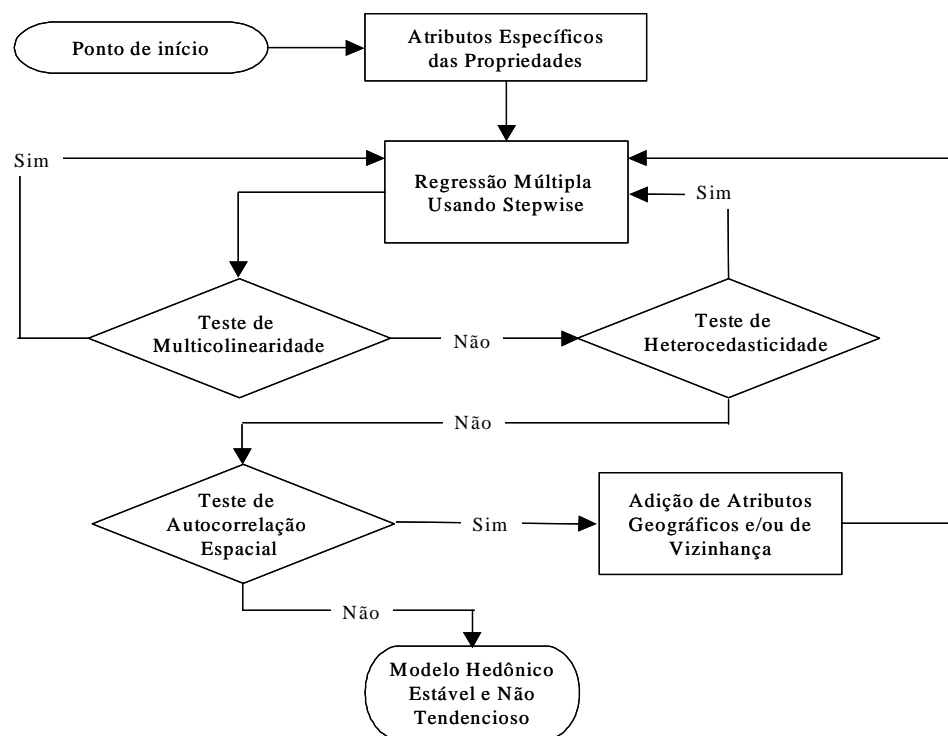 Ponto de início
Atributos Específicos
das Propriedades
Sim
Regressão Múltipla
Usando Stepwise
Sim
Teste de
Multicolinearidade
Não
Teste de
Heterocedasticidade
Não
Teste de
Autocorrelação
Espacial
Sim
Adição de Atributos
Geográficos e/ou de
Vizinhança
Não
Modelo Hedônico
Estável e Não
Tendencioso